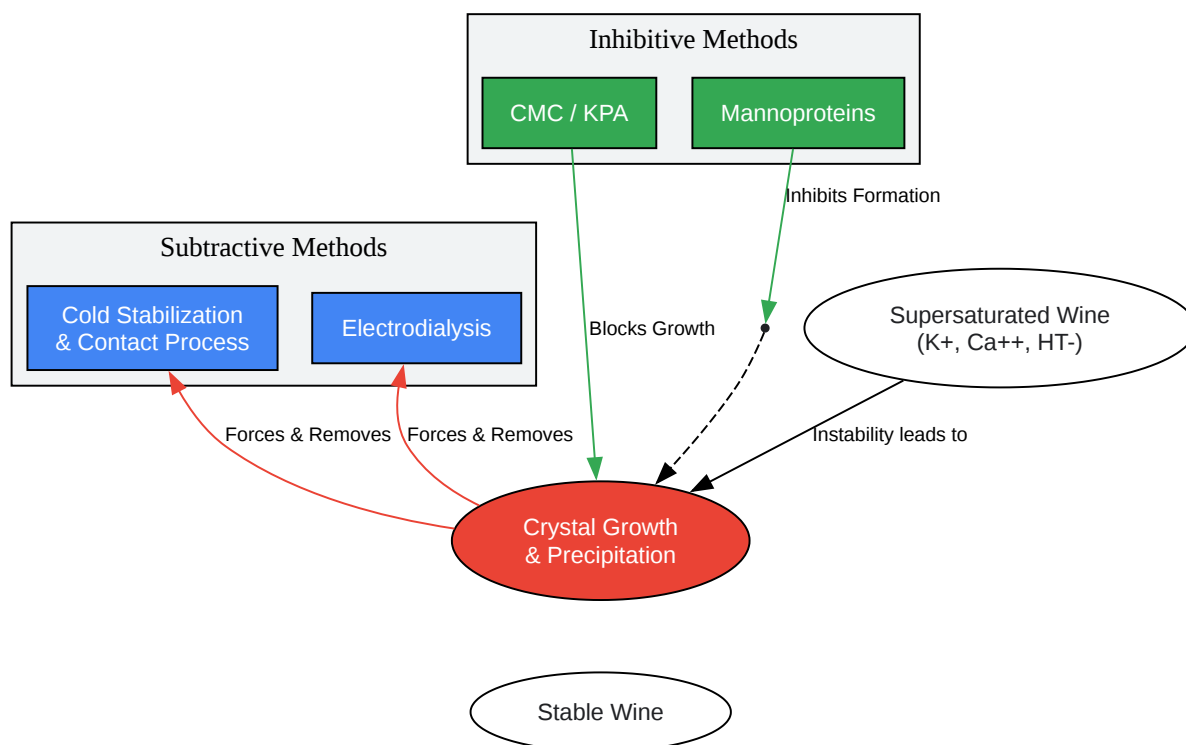 Inhibitive Methods
CMC / KPA
Mannoproteins
Inhibits Formation
Subtractive Methods
Cold Stabilization
& Contact Process
Electrodialysis
Blocks Growth
Supersaturated Wine
(K+, Ca++, HT-)
Forces & Removes
Forces & Removes
Instability leads to
Crystal Growth
& Precipitation
Stable Wine